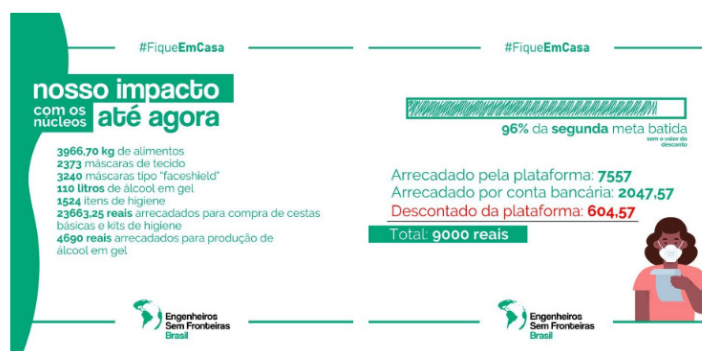 #FiqueEmCasa
nosso impacto
com os
núcleos
até agora
3966,70 kg de alimentos
2373 máscaras de tecido
3240 máscaras tipo "faceshield"
110 litros de álcool em gel
1524 itens de higiene
23663,25 reais arrecadados para compra de cestas
básicas e kits de higiene
4690 reais arrecadados para produção de
álcool em gel
Engenheiros
Sem Fronteiras
Brasil
#FiqueEmCasa
96% da segunda meta batida
sem o valor do
desconto
Arrecadado pela plataforma: 7557
Arrecadado por conta bancária: 2047,57
Descontado da plataforma: 604,57
Total: 9000 reais
Engenheiros
Sem Fronteiras
Brasil